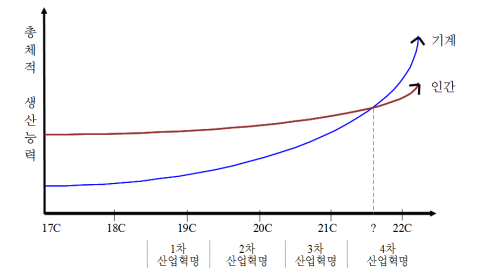 총체적 생산능력
기계
인간
17C 18C 19C 20C 21C ? 22C
1차 2차 3차 4차
산업혁명 산업혁명 산업혁명 산업혁명